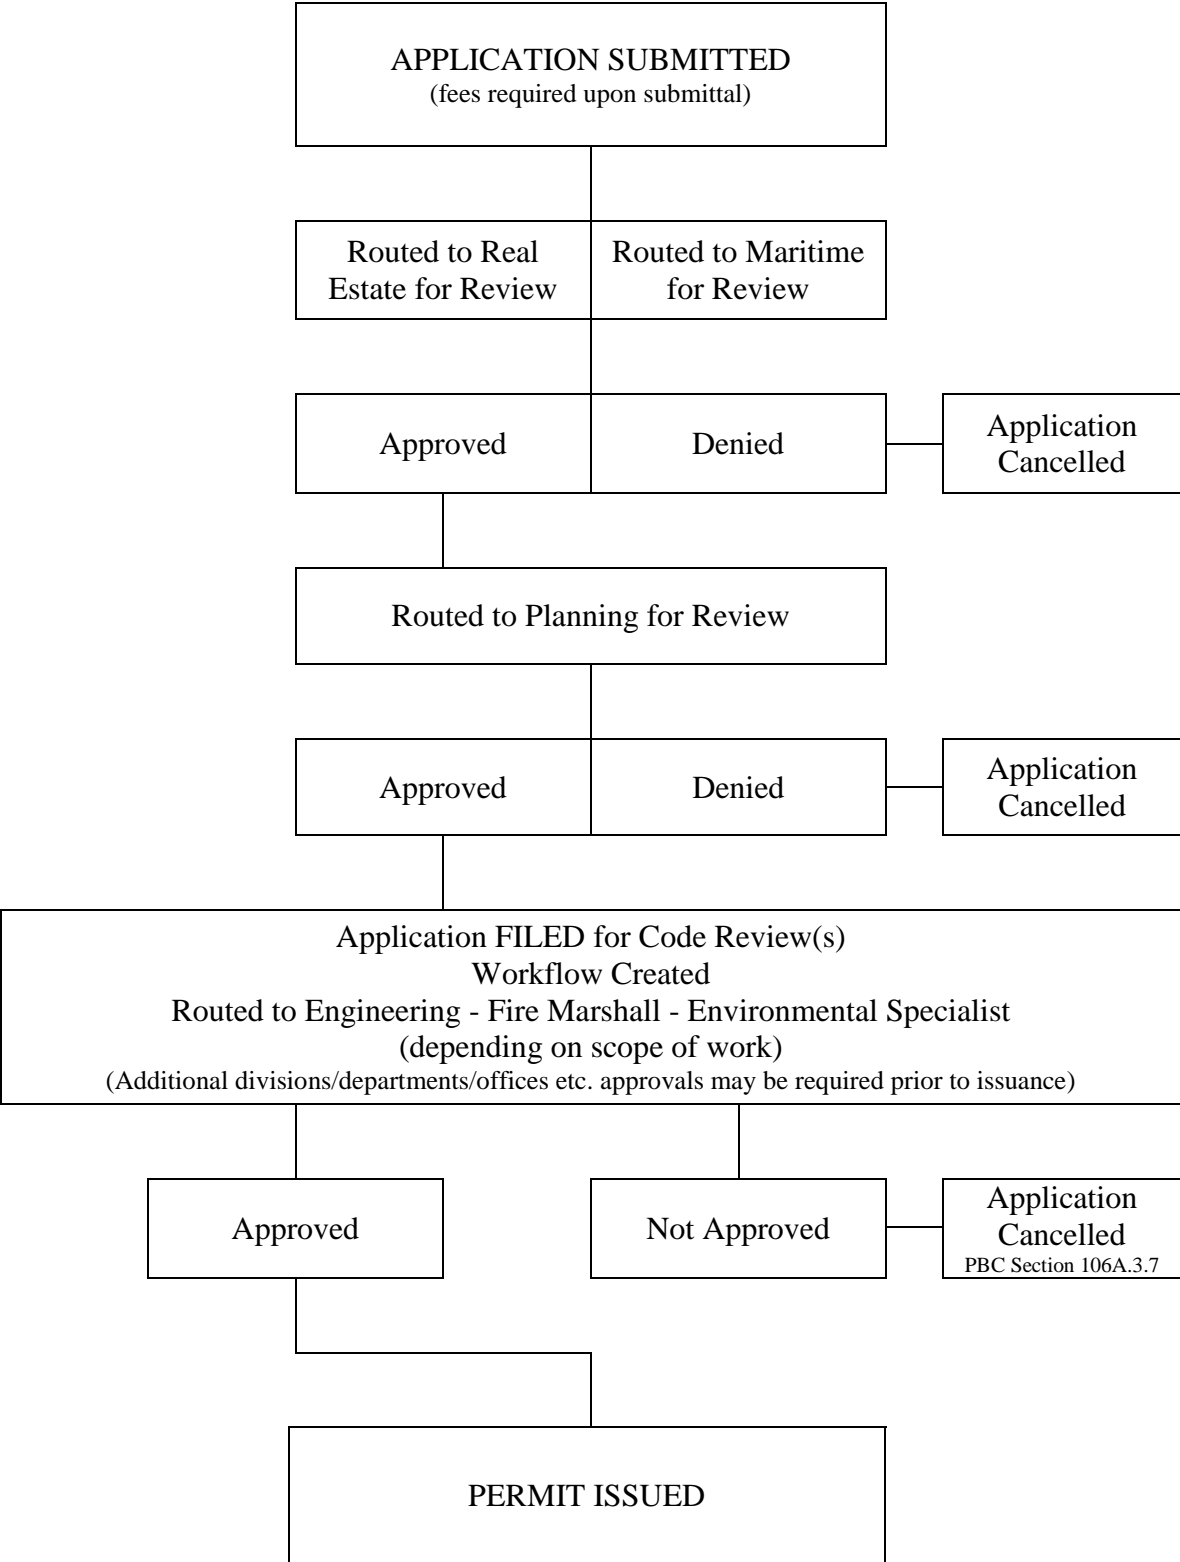 APPLICATION SUBMITTED
(fees required upon submittal)
Routed to Real
Estate for Review
Routed to Maritime
for Review
Approved
Denied
Application
Cancelled
Routed to Planning for Review
Approved
Denied
Application
Cancelled
Application FILED for Code Review(s)
Workflow Created
Routed to Engineering - Fire Marshall - Environmental Specialist
(depending on scope of work)
(Additional divisions/departments/offices etc. approvals may be required prior to issuance)
Approved
Not Approved
Application
Cancelled
PBC Section 106A.3.7
PERMIT ISSUED